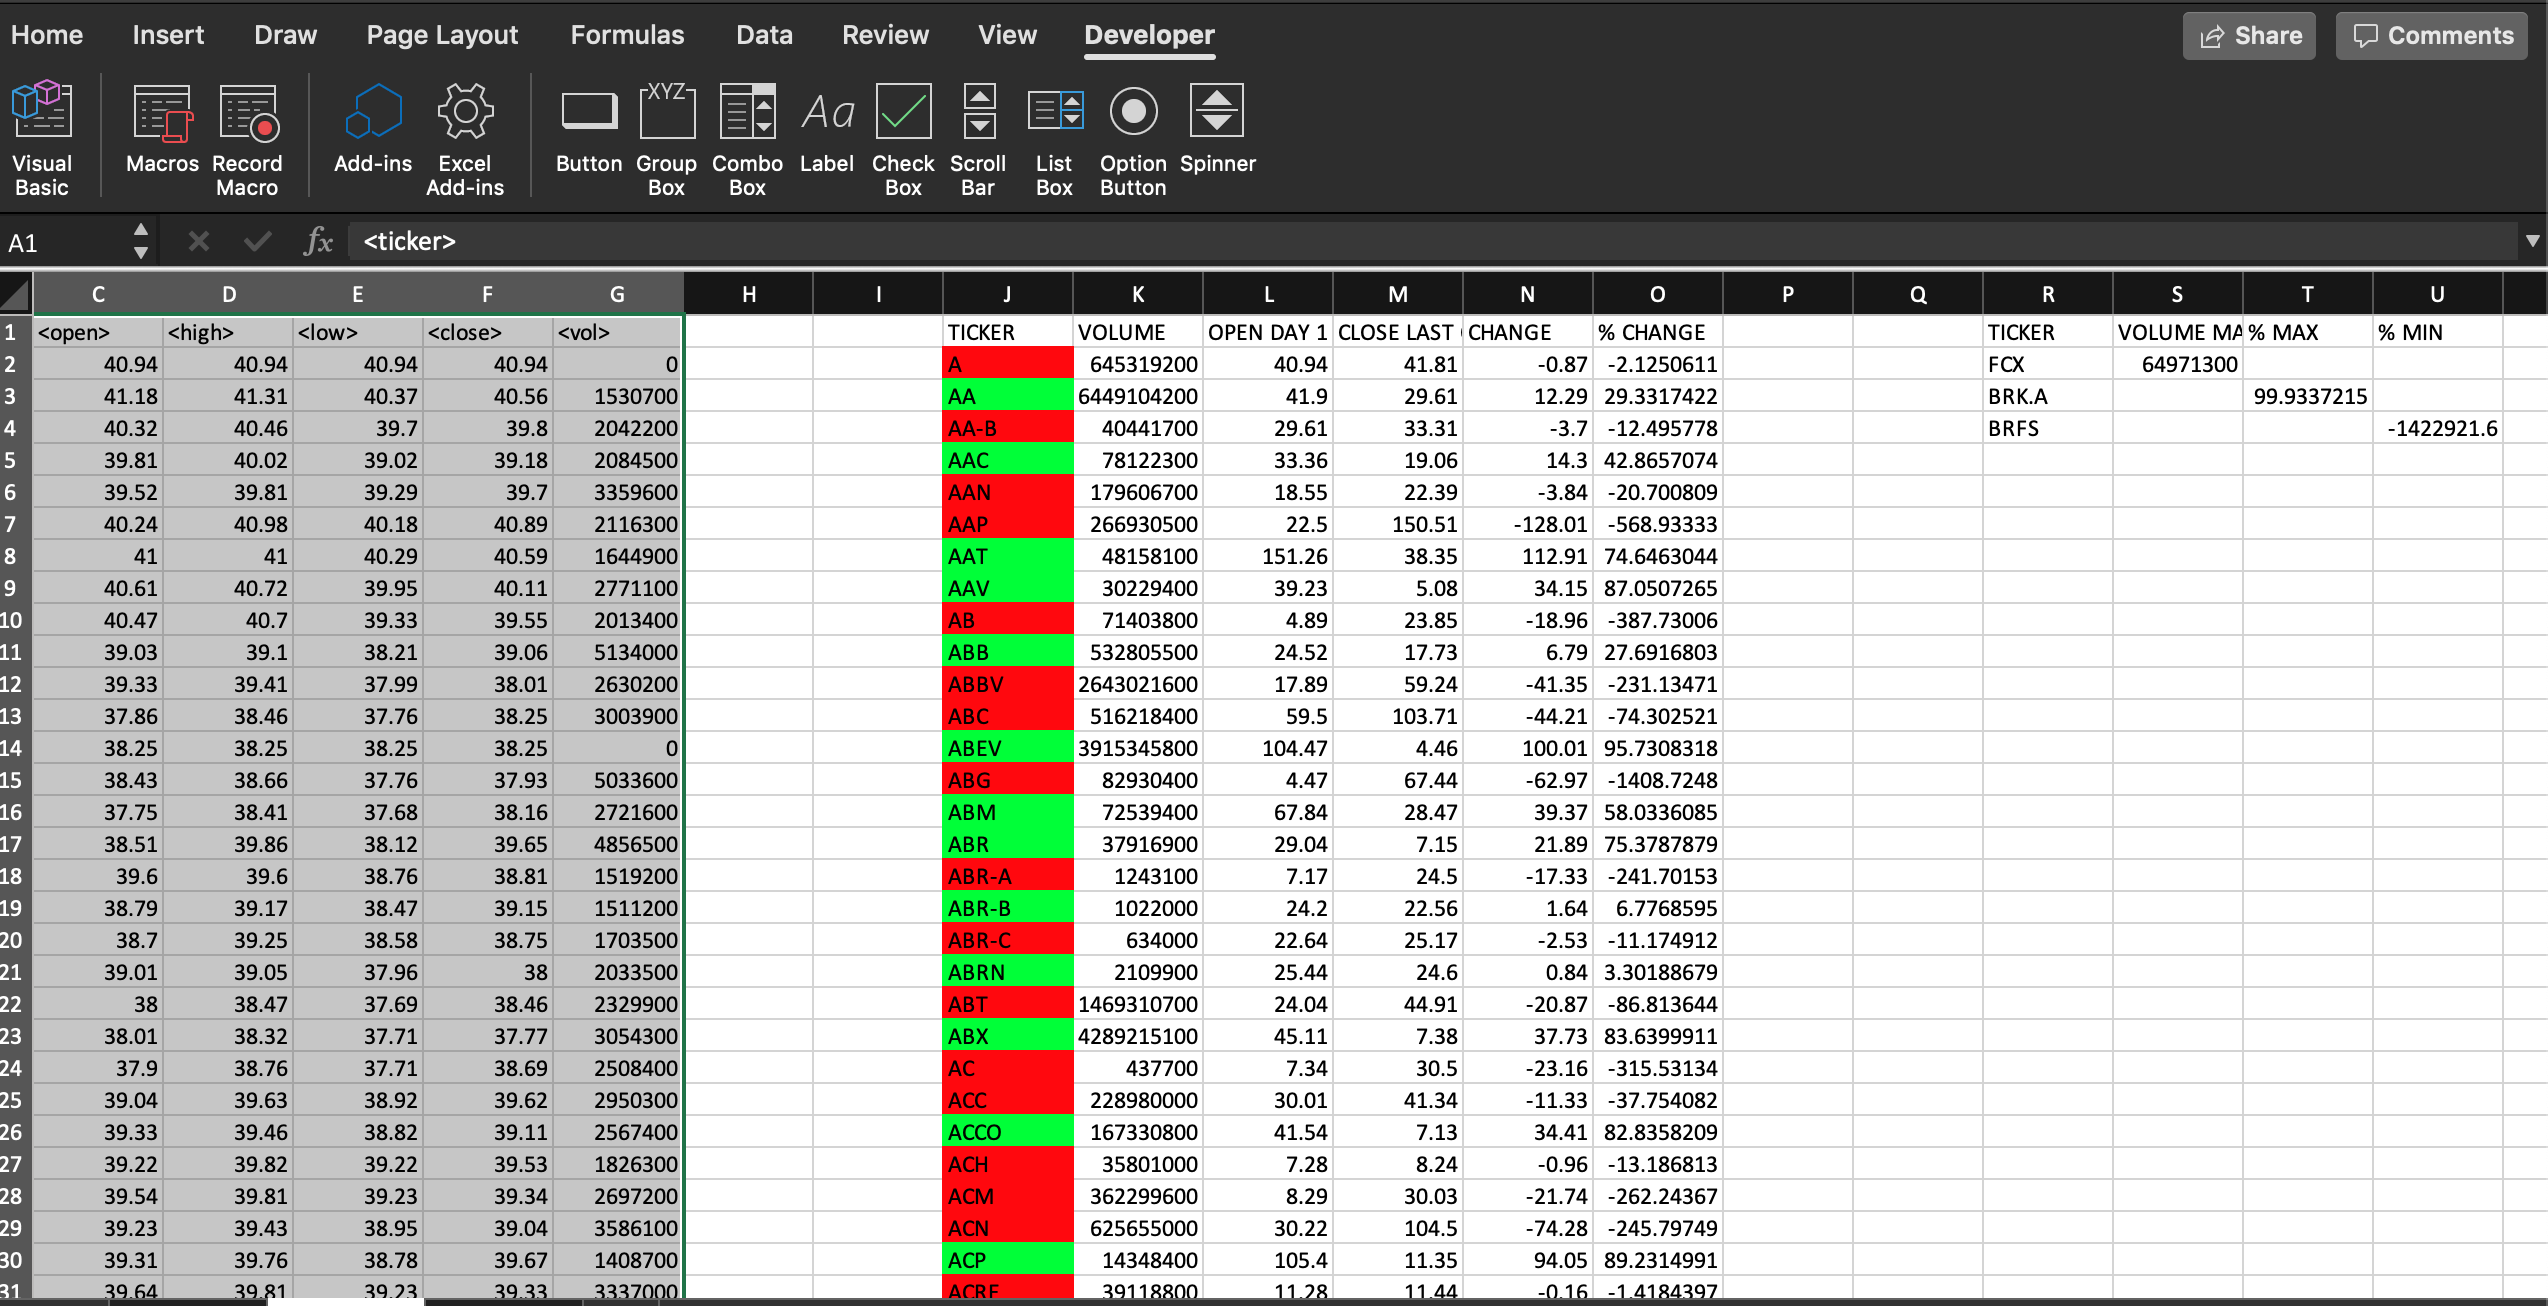 Home Insert Draw Page Layout Formulas Data Review View Developer Share Comments
Visual Basic Macros Record Macro Add-ins Excel Add-ins Button Group Box Combo Box Label Check Box Scroll Bar List Box Option Button Spinner
XYZ Aa
A1 fx <ticker>
C D E F G H I J K L M N O P Q R S T U
1 <open> <high> <low> <close> <vol> TICKER VOLUME OPEN DAY 1 CLOSE LAST CHANGE % CHANGE TICKER VOLUME MA % MAX % MIN
2 40.94 40.94 40.94 40.94 0 A 645319200 40.94 41.81 -0.87 -2.1250611 FCX 64971300
3 41.18 41.31 40.37 40.56 1530700 AA 6449104200 41.9 29.61 12.29 29.3317422 BRK.A 99.9337215
4 40.32 40.46 39.7 39.8 2042200 AA-B 40441700 29.61 33.31 -3.7 -12.495778 BRFS -1422921.6
5 39.81 40.02 39.02 39.18 2084500 AAC 78122300 33.36 19.06 14.3 42.8657074
6 39.52 39.81 39.29 39.7 3359600 AAN 179606700 18.55 22.39 -3.84 -20.700809
7 40.24 40.98 40.18 40.89 2116300 AAP 266930500 22.5 150.51 -128.01 -568.93333
8 41 41 40.29 40.59 1644900 AAT 48158100 151.26 38.35 112.91 74.6463044
9 40.61 40.72 39.95 40.11 2771100 AAV 30229400 39.23 5.08 34.15 87.0507265
10 40.47 40.7 39.33 39.55 2013400 AB 71403800 4.89 23.85 -18.96 -387.73006
11 39.03 39.1 38.21 39.06 5134000 ABB 532805500 24.52 17.73 6.79 27.6916803
12 39.33 39.41 37.99 38.01 2630200 ABBV 2643021600 17.89 59.24 -41.35 -231.13471
13 37.86 38.46 37.76 38.25 3003900 ABC 516218400 59.5 103.71 -44.21 -74.302521
14 38.25 38.25 38.25 38.25 0 ABEV 3915345800 104.47 4.46 100.01 95.7308318
15 38.43 38.66 37.76 37.93 5033600 ABG 82930400 4.47 67.44 -62.97 -1408.7248
16 37.75 38.41 37.68 38.16 2721600 ABM 72539400 67.84 28.47 39.37 58.0336085
17 38.51 39.86 38.12 39.65 4856500 ABR 37916900 29.04 7.15 21.89 75.3787879
18 39.6 39.6 38.76 38.81 1519200 ABR-A 1243100 7.17 24.5 -17.33 -241.70153
19 38.79 39.17 38.47 39.15 1511200 ABR-B 1022000 24.2 22.56 1.64 6.7768595
20 38.7 39.25 38.58 38.75 1703500 ABR-C 634000 22.64 25.17 -2.53 -11.174912
21 39.01 39.05 37.96 38 2033500 ABRN 2109900 25.44 24.6 0.84 3.30188679
22 38 38.47 37.69 38.46 2329900 ABT 1469310700 24.04 44.91 -20.87 -86.813644
23 38.01 38.32 37.71 37.77 3054300 ABX 4289215100 45.11 7.38 37.73 83.6399911
24 37.9 38.76 37.71 38.69 2508400 AC 437700 7.34 30.5 -23.16 -315.53134
25 39.04 39.63 38.92 39.62 2950300 ACC 228980000 30.01 41.34 -11.33 -37.754082
26 39.33 39.46 38.82 39.11 2567400 ACCO 167330800 41.54 7.13 34.41 82.8358209
27 39.22 39.82 39.22 39.53 1826300 ACH 35801000 7.28 8.24 -0.96 -13.186813
28 39.54 39.81 39.23 39.34 2697200 ACM 362299600 8.29 30.03 -21.74 -262.24367
29 39.23 39.43 38.95 39.04 3586100 ACN 625655000 30.22 104.5 -74.28 -245.79749
30 39.31 39.76 38.78 39.67 1408700 ACP 14348400 105.4 11.35 94.05 89.2314991
31 39.64 39.81 39.23 39.33 3337000 ACRE 39118800 11.28 11.44 -0.16 -1.4184397